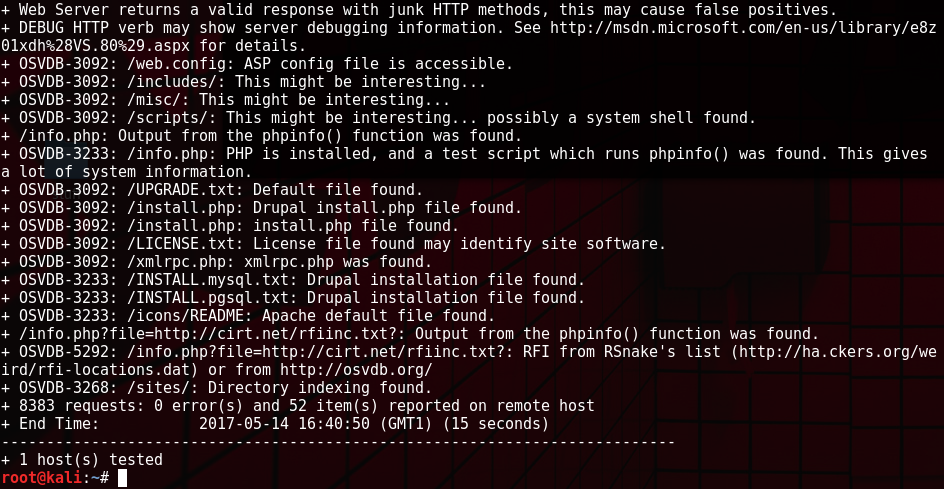 + Web Server returns a valid response with junk HTTP methods, this may cause false positives.
+ DEBUG HTTP verb may show server debugging information. See http://msdn.microsoft.com/en-us/library/e8z
01xdh%28VS.80%29.aspx for details.
+ OSVDB-3092: /web.config: ASP config file is accessible.
+ OSVDB-3092: /includes/: This might be interesting...
+ OSVDB-3092: /misc/: This might be interesting...
+ OSVDB-3092: /scripts/: This might be interesting... possibly a system shell found.
+ /info.php: Output from the phpinfo() function was found.
+ OSVDB-3233: /info.php: PHP is installed, and a test script which runs phpinfo() was found. This gives
a lot of system information.
+ OSVDB-3092: /UPGRADE.txt: Default file found.
+ OSVDB-3092: /install.php: Drupal install.php file found.
+ OSVDB-3092: /install.php: install.php file found.
+ OSVDB-3092: /LICENSE.txt: License file found may identify site software.
+ OSVDB-3092: /xmlrpc.php: xmlrpc.php was found.
+ OSVDB-3233: /INSTALL.mysql.txt: Drupal installation file found.
+ OSVDB-3233: /INSTALL.pgsql.txt: Drupal installation file found.
+ OSVDB-3233: /icons/README: Apache default file found.
+ /info.php?file=http://cirt.net/rfiinc.txt?: Output from the phpinfo() function was found.
+ OSVDB-5292: /info.php?file=http://cirt.net/rfiinc.txt?: RFI from RSnake's list (http://ha.ckers.org/we
ird/rfi-locations.dat) or from http://osvdb.org/
+ OSVDB-3268: /sites/: Directory indexing found.
+ 8383 requests: 0 error(s) and 52 item(s) reported on remote host
+ End Time:           2017-05-14 16:40:50 (GMT1) (15 seconds)
---------------------------------------------------------------------------
+ 1 host(s) tested
root@kali:~#